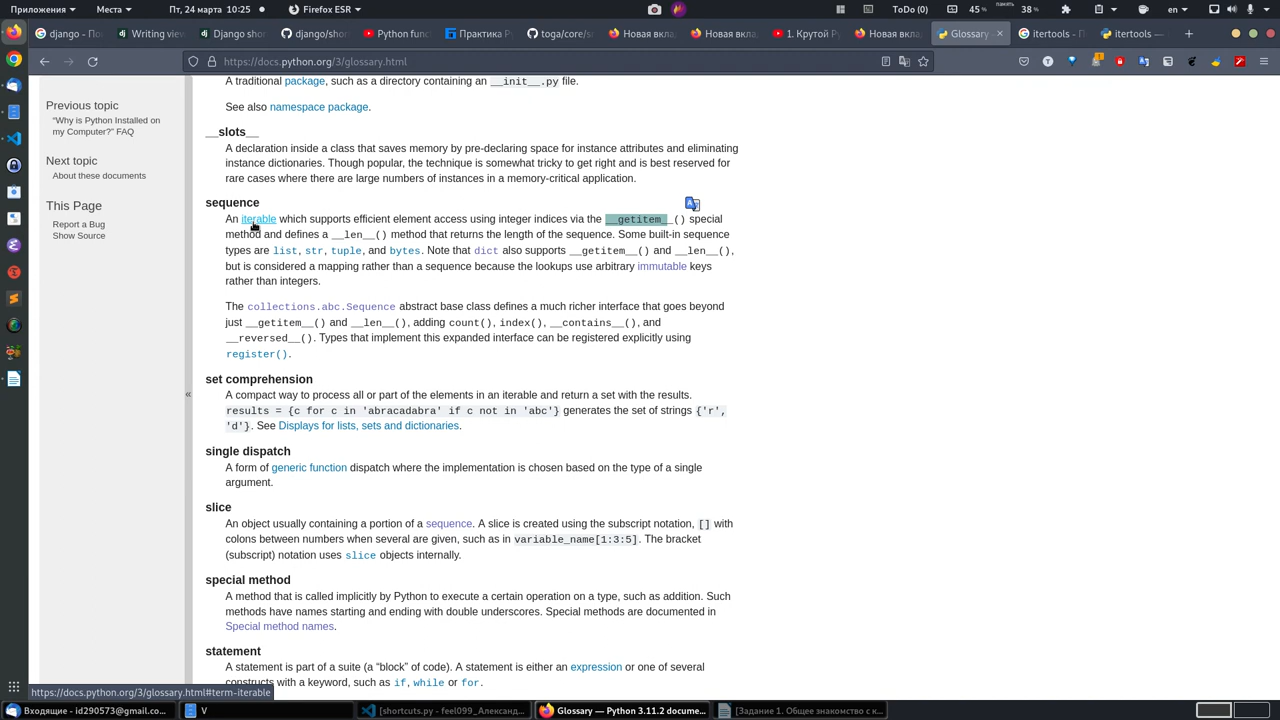 Приложения
Места
Пт, 24 марта 10:25
Firefox ESR
ToDo (0)
45 %
память
38 %
django - По
Writing view
Django shor
django/shor
Python funct
Практика Р
toga/core/sr
Новая вкла
Новая вкла
1. Крутой Р
Новая вкла
Glossary
itertools - П
itertools —
https://docs.python.org/3/glossary.html
Previous topic
“Why is Python Installed on
my Computer?” FAQ
Next topic
About these documents
This Page
Report a Bug
Show Source
«
A traditional package, such as a directory containing an __init__.py file.
See also namespace package.
__slots__
A declaration inside a class that saves memory by pre-declaring space for instance attributes and eliminating
instance dictionaries. Though popular, the technique is somewhat tricky to get right and is best reserved for
rare cases where there are large numbers of instances in a memory-critical application.
sequence
An iterable which supports efficient element access using integer indices via the __getitem__() special
method and defines a __len__() method that returns the length of the sequence. Some built-in sequence
types are list, str, tuple, and bytes. Note that dict also supports __getitem__() and __len__(),
but is considered a mapping rather than a sequence because the lookups use arbitrary immutable keys
rather than integers.
The collections.abc.Sequence abstract base class defines a much richer interface that goes beyond
just __getitem__() and __len__(), adding count(), index(), __contains__(), and
__reversed__(). Types that implement this expanded interface can be registered explicitly using
register().
set comprehension
A compact way to process all or part of the elements in an iterable and return a set with the results.
results = {c for c in 'abracadabra' if c not in 'abc'} generates the set of strings {'r',
'd'}. See Displays for lists, sets and dictionaries.
single dispatch
A form of generic function dispatch where the implementation is chosen based on the type of a single
argument.
slice
An object usually containing a portion of a sequence. A slice is created using the subscript notation, [] with
colons between numbers when several are given, such as in variable_name[1:3:5]. The bracket
(subscript) notation uses slice objects internally.
special method
A method that is called implicitly by Python to execute a certain operation on a type, such as addition. Such
methods have names starting and ending with double underscores. Special methods are documented in
Special method names.
statement
A statement is part of a suite (a “block” of code). A statement is either an expression or one of several
constructs with a keyword, such as if, while or for.
https://docs.python.org/3/glossary.html#term-iterable
Входящие - id290573@gmail.co...
V
[shortcuts.py - feel099_Александ...
Glossary — Python 3.11.2 docume...
[Задание 1. Общее знакомство с к...